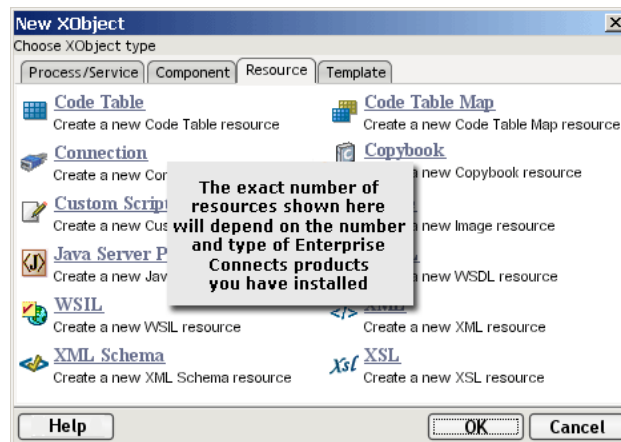 New XObject
Choose XObject type
Process/Service Component Resource Template
Code Table
Create a new Code Table resource
Code Table Map
Create a new Code Table Map resource
Connection
Create a new Cor
Copybook
new Copybook resource
Custom Scrip
Create a new Cus
new Image resource
Java Server P
Create a new Jav
new WSDL resource
The exact number of
resources shown here
will depend on the number
and type of Enterprise
Connects products
you have installed
WSIL
Create a new WSIL resource
XML
Create a new XML resource
XML Schema
Create a new XML Schema resource
Xsl XSL
Create a new XSL resource
Help OK Cancel